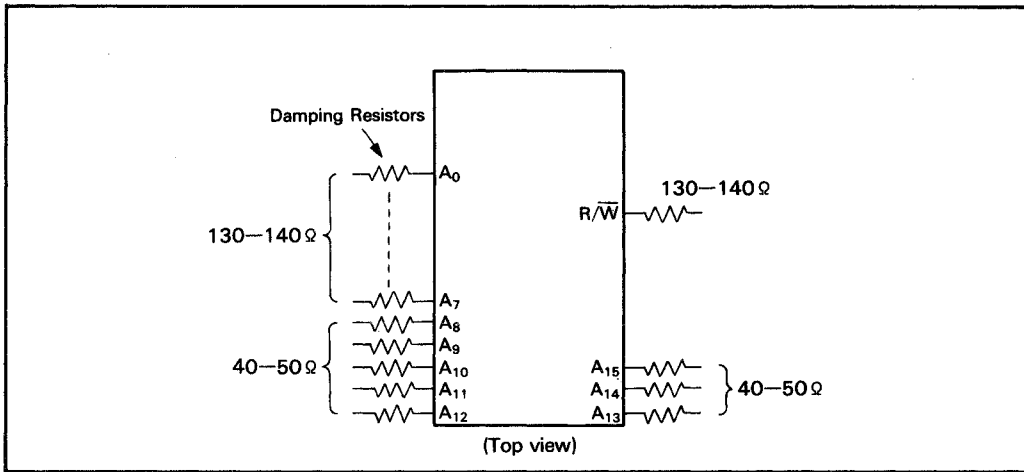 Damping Resistors
A₀
130—140Ω
R/W̅
130—140Ω
A₇
A₈
A₉
40—50Ω
A₁₀
A₁₁
A₁₂
A₁₅
A₁₄
A₁₃
40—50Ω
(Top view)